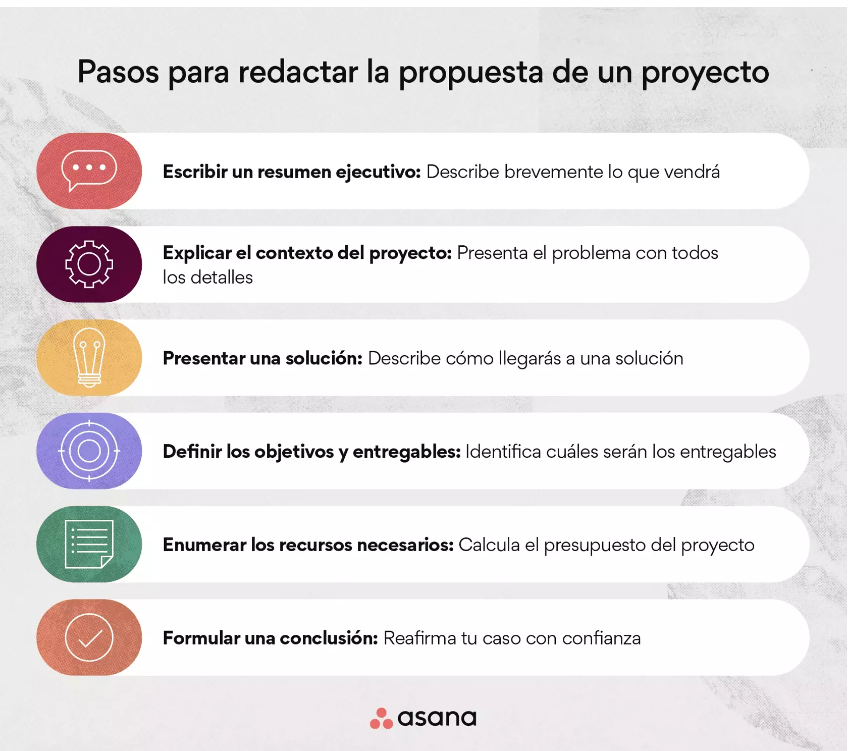 Pasos para redactar la propuesta de un proyecto
Escribir un resumen ejecutivo: Describe brevemente lo que vendrá
Explicar el contexto del proyecto: Presenta el problema con todos
los detalles
Presentar una solución: Describe cómo llegarás a una solución
Definir los objetivos y entregables: Identifica cuáles serán los entregables
Enumerar los recursos necesarios: Calcula el presupuesto del proyecto
Formular una conclusión: Reafirma tu caso con confianza
asana